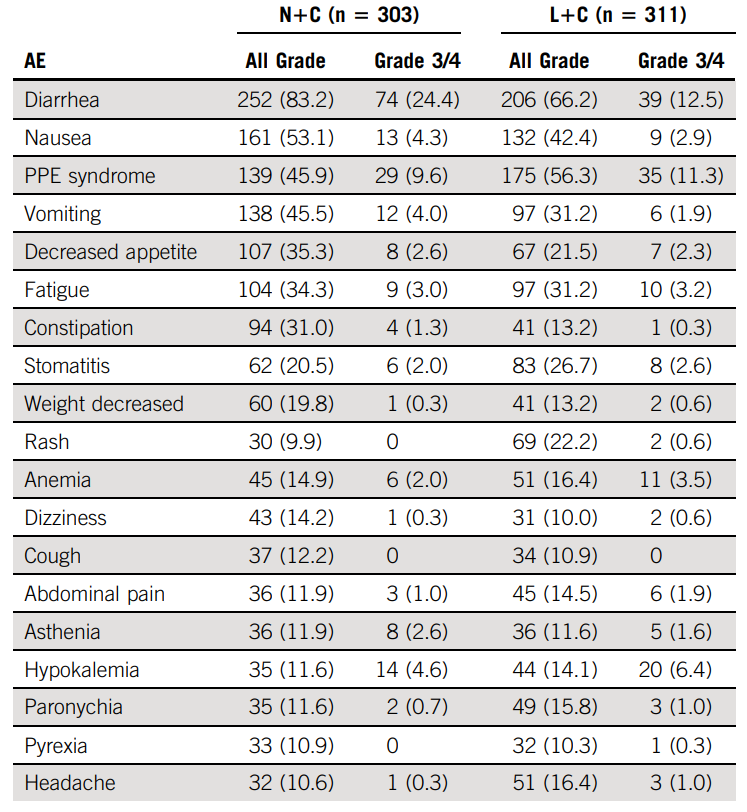 N+C (n = 303) L+C (n = 311)
AE All Grade Grade 3/4 All Grade Grade 3/4
Diarrhea 252 (83.2) 74 (24.4) 206 (66.2) 39 (12.5)
Nausea 161 (53.1) 13 (4.3) 132 (42.4) 9 (2.9)
PPE syndrome 139 (45.9) 29 (9.6) 175 (56.3) 35 (11.3)
Vomiting 138 (45.5) 12 (4.0) 97 (31.2) 6 (1.9)
Decreased appetite 107 (35.3) 8 (2.6) 67 (21.5) 7 (2.3)
Fatigue 104 (34.3) 9 (3.0) 97 (31.2) 10 (3.2)
Constipation 94 (31.0) 4 (1.3) 41 (13.2) 1 (0.3)
Stomatitis 62 (20.5) 6 (2.0) 83 (26.7) 8 (2.6)
Weight decreased 60 (19.8) 1 (0.3) 41 (13.2) 2 (0.6)
Rash 30 (9.9) 0 69 (22.2) 2 (0.6)
Anemia 45 (14.9) 6 (2.0) 51 (16.4) 11 (3.5)
Dizziness 43 (14.2) 1 (0.3) 31 (10.0) 2 (0.6)
Cough 37 (12.2) 0 34 (10.9) 0
Abdominal pain 36 (11.9) 3 (1.0) 45 (14.5) 6 (1.9)
Asthenia 36 (11.9) 8 (2.6) 36 (11.6) 5 (1.6)
Hypokalemia 35 (11.6) 14 (4.6) 44 (14.1) 20 (6.4)
Paronychia 35 (11.6) 2 (0.7) 49 (15.8) 3 (1.0)
Pyrexia 33 (10.9) 0 32 (10.3) 1 (0.3)
Headache 32 (10.6) 1 (0.3) 51 (16.4) 3 (1.0)